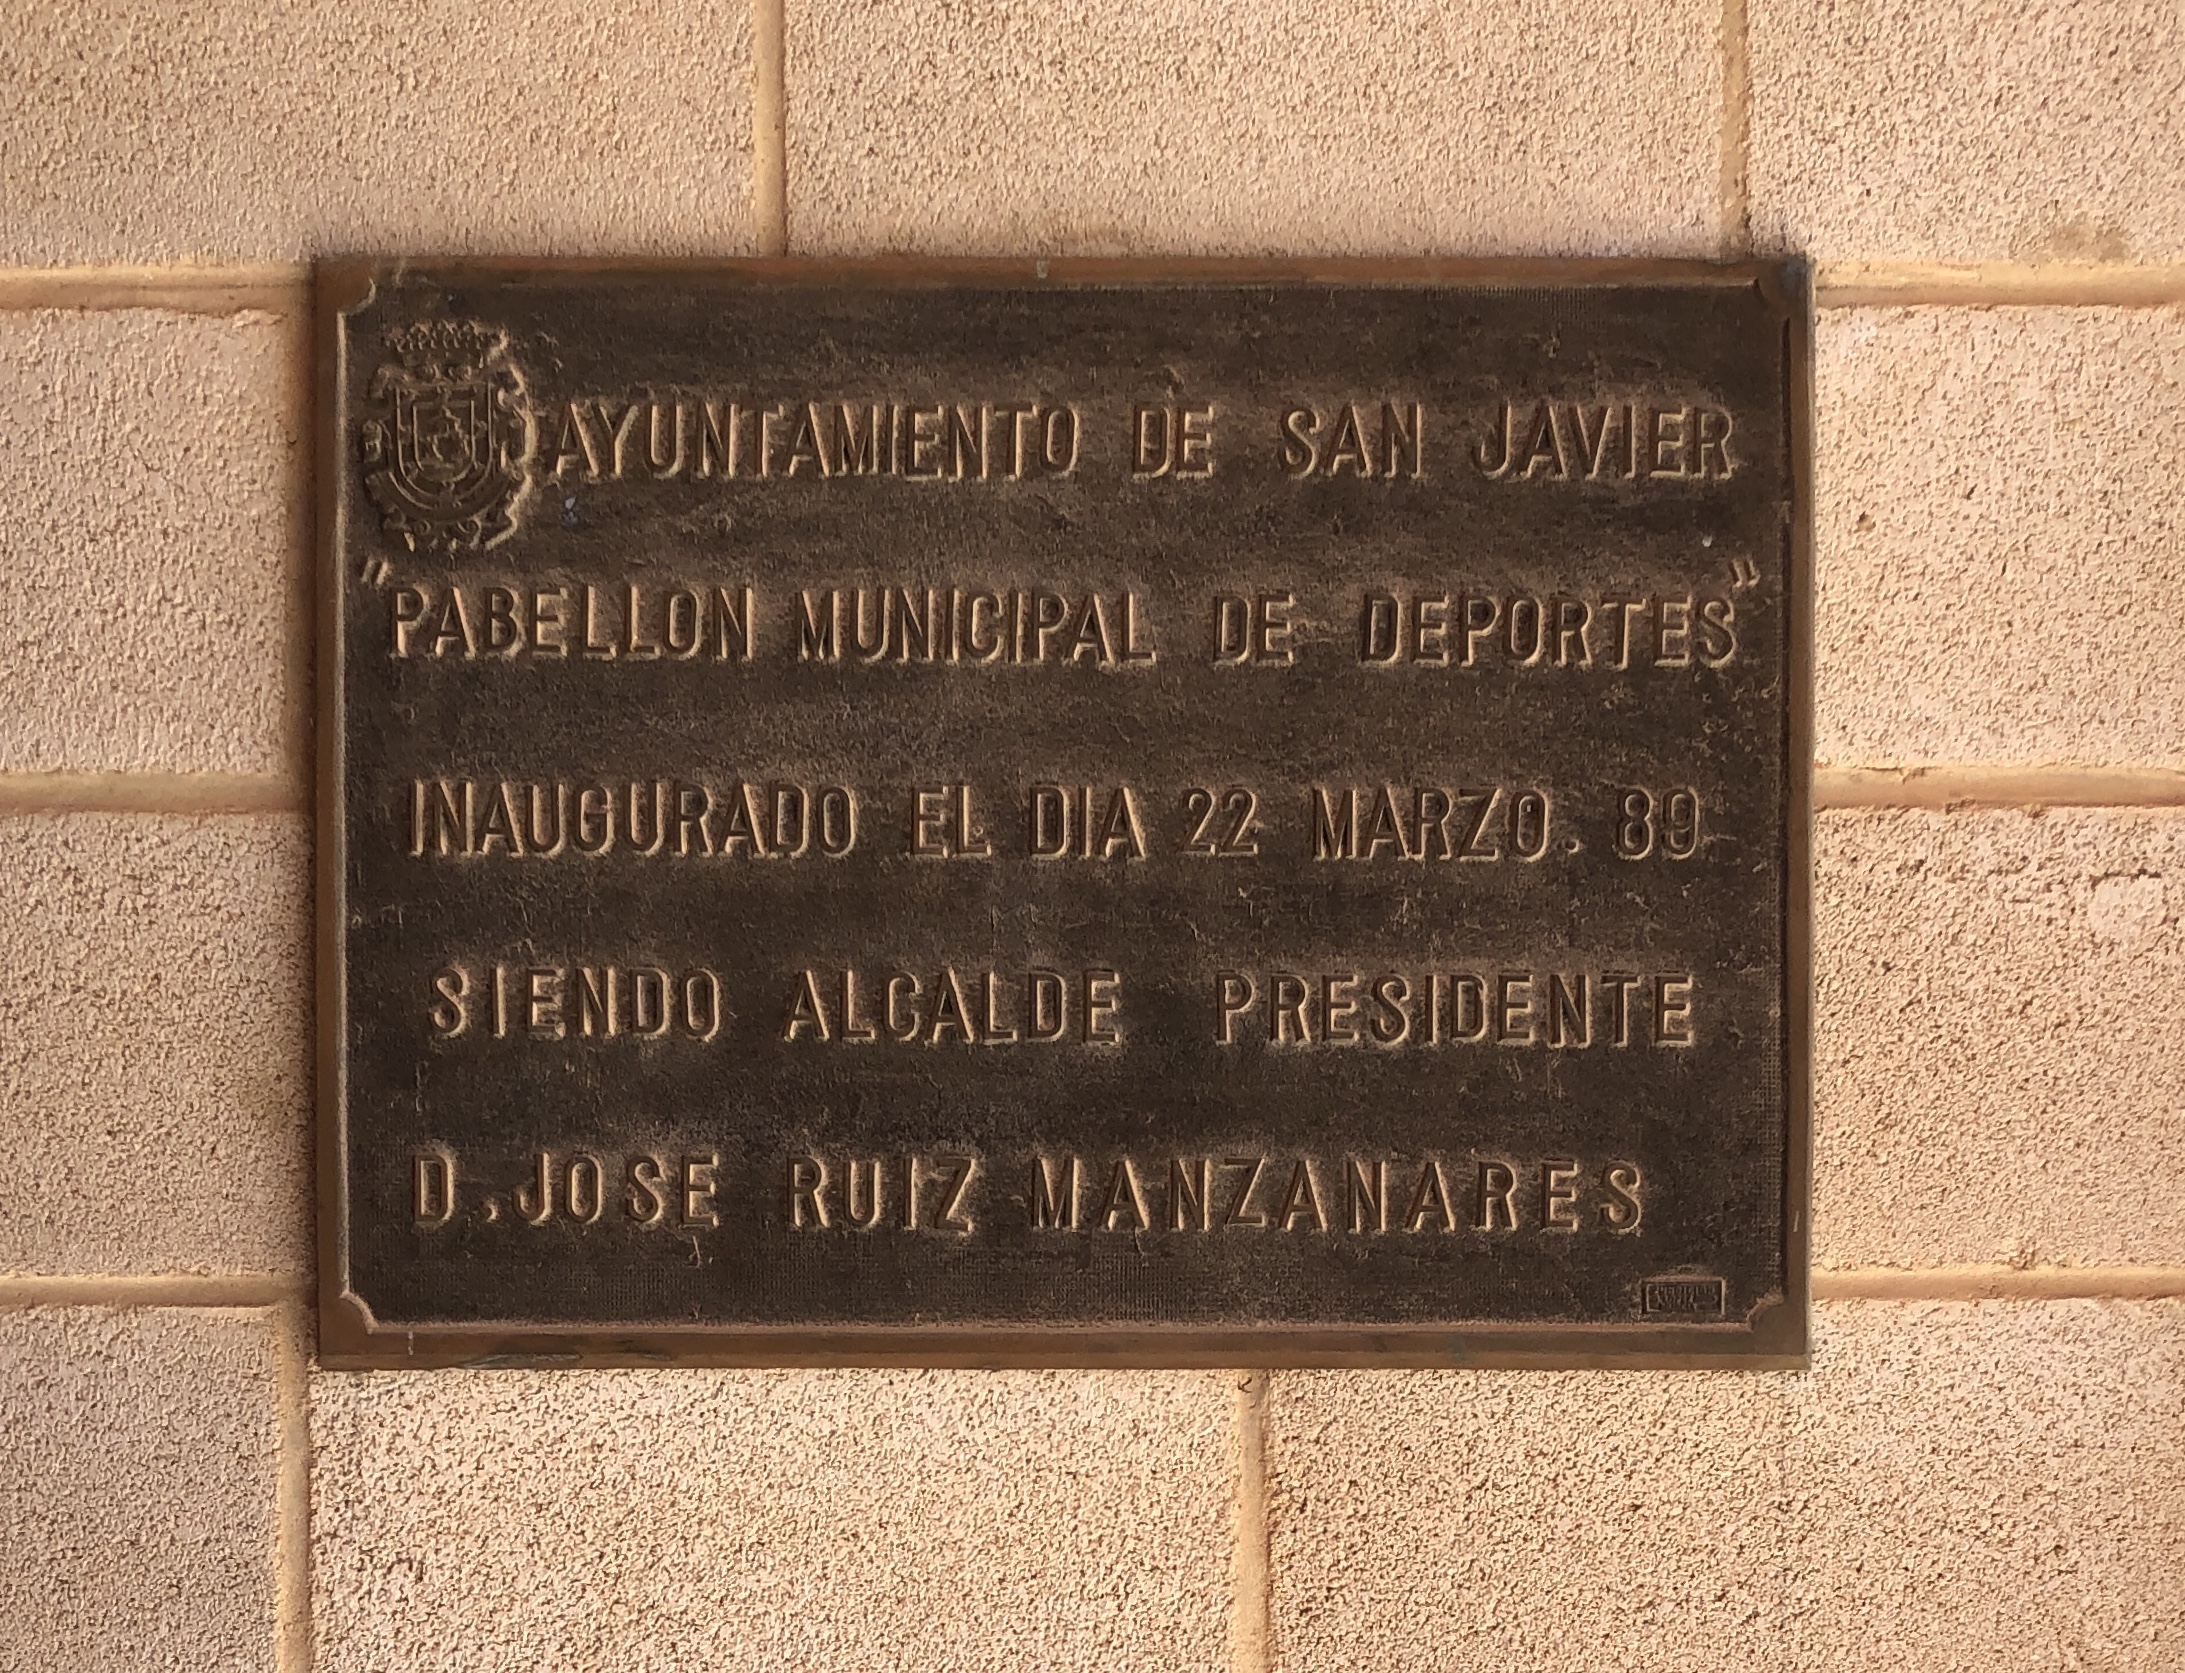 AYUNTAMIENTO DE SAN JAVIER
"PABELLON MUNICIPAL DE DEPORTES"
INAUGURADO EL DIA 22 MARZO. 89
SIENDO ALCALDE PRESIDENTE
D. JOSE RUIZ MANZANARES